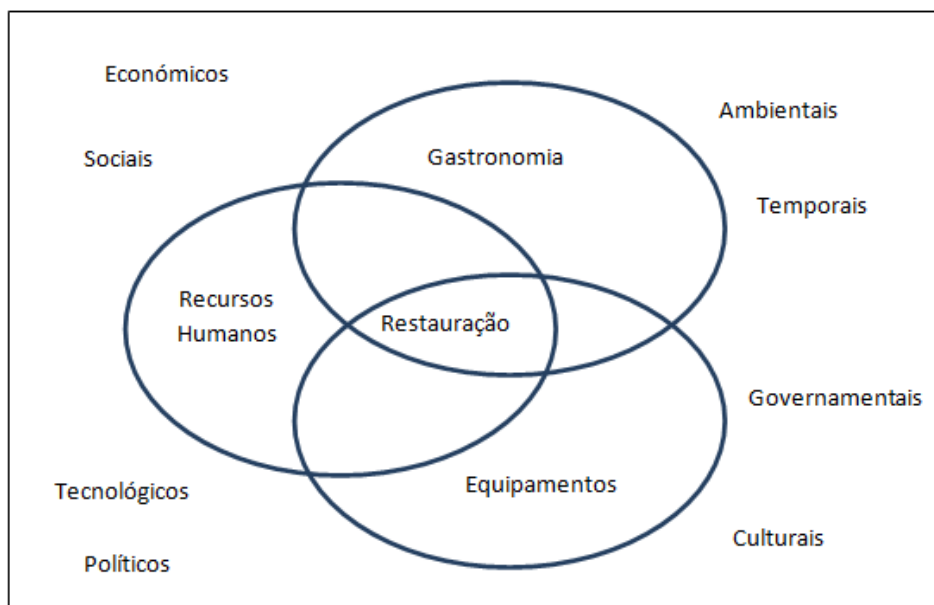 Económicos
Ambientais
Gastronomia
Sociais
Temporais
Recursos
Humanos
Restauração
Governamentais
Equipamentos
Tecnológicos
Culturais
Políticos